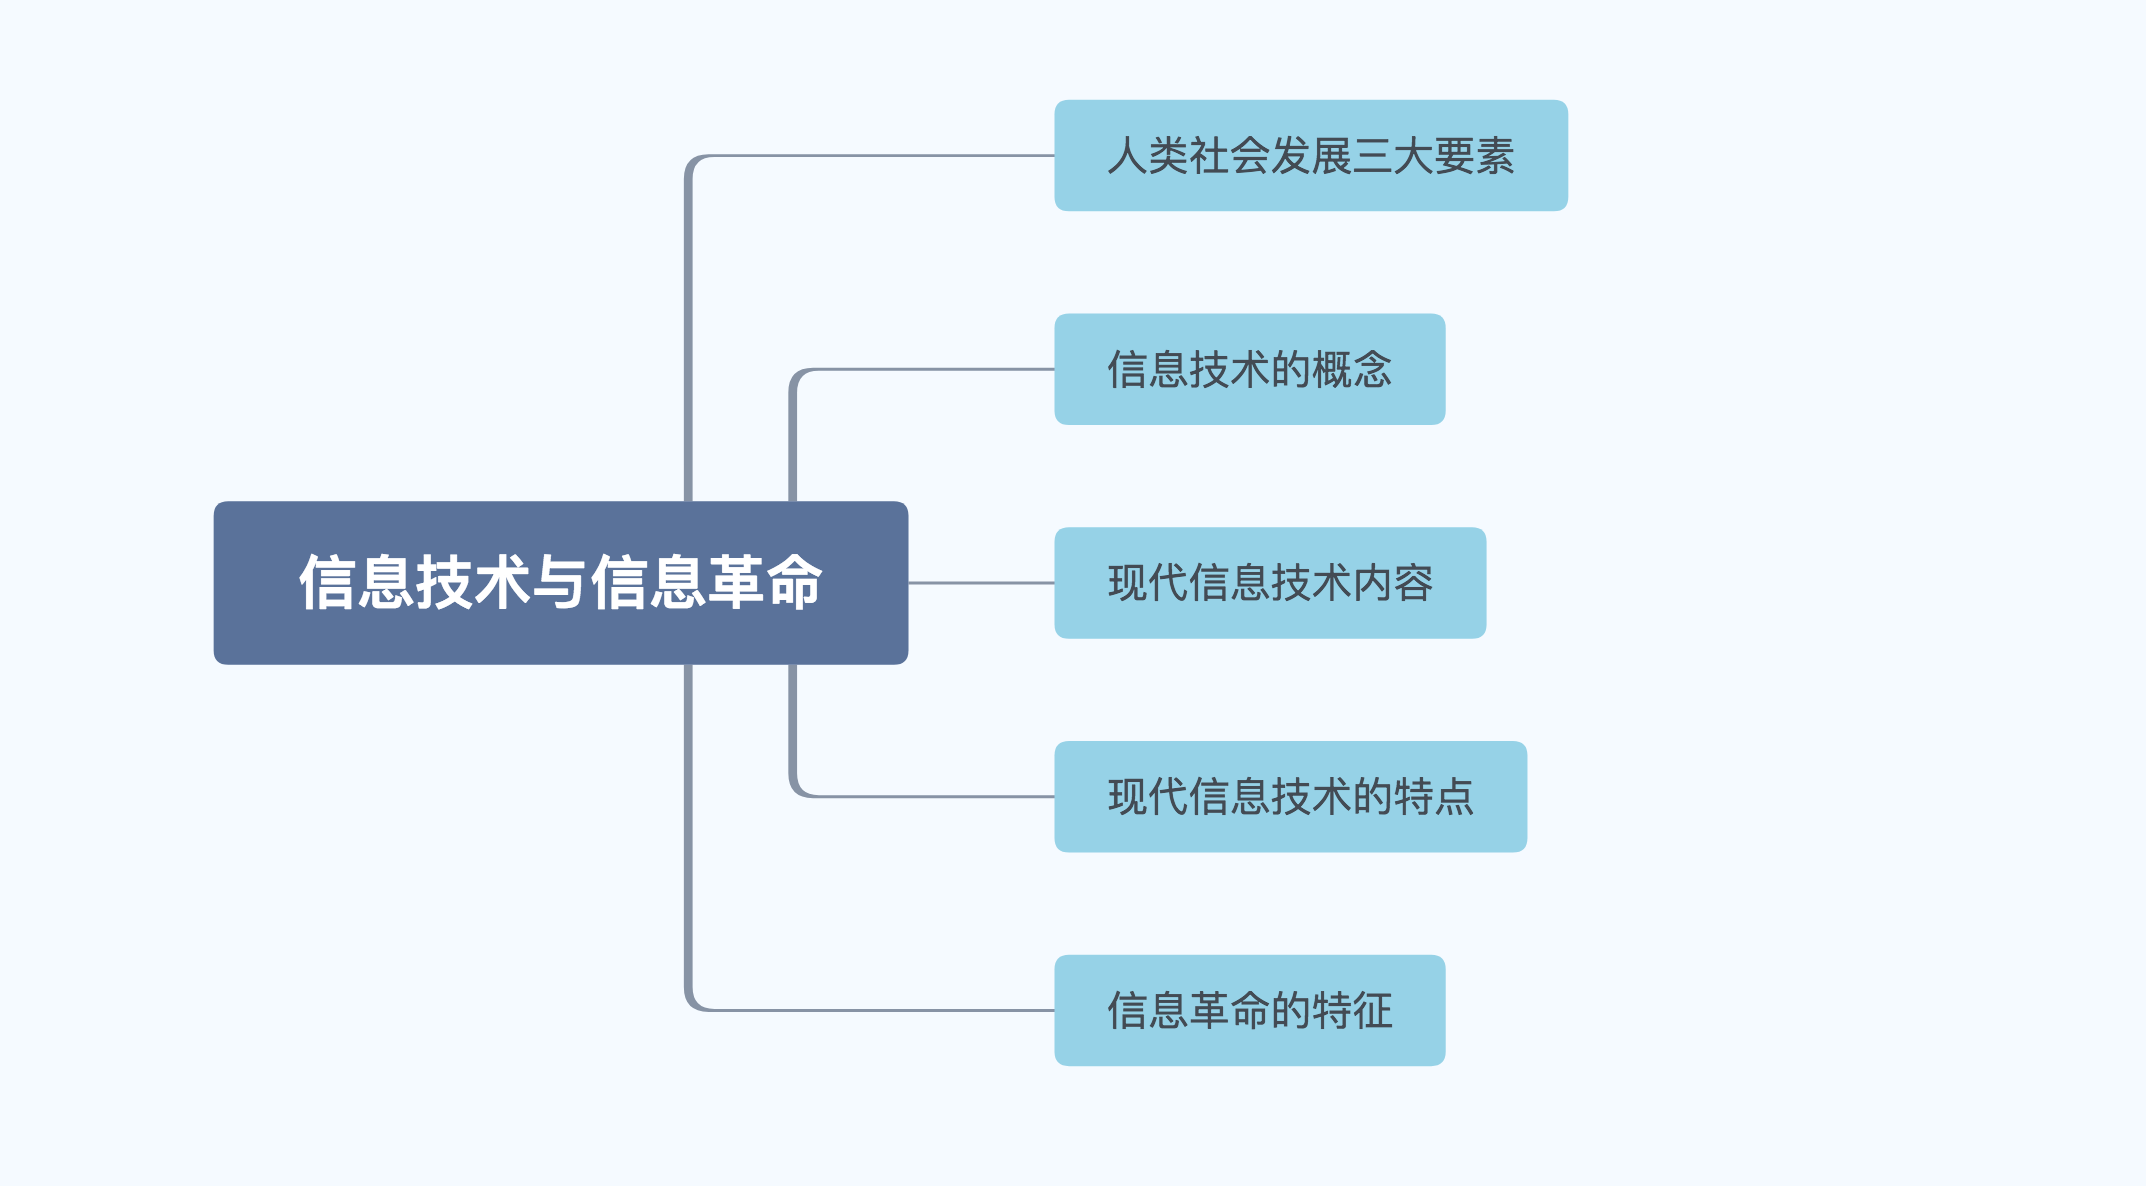 人类社会发展三大要素
信息技术的概念
信息技术与信息革命
现代信息技术内容
现代信息技术的特点
信息革命的特征